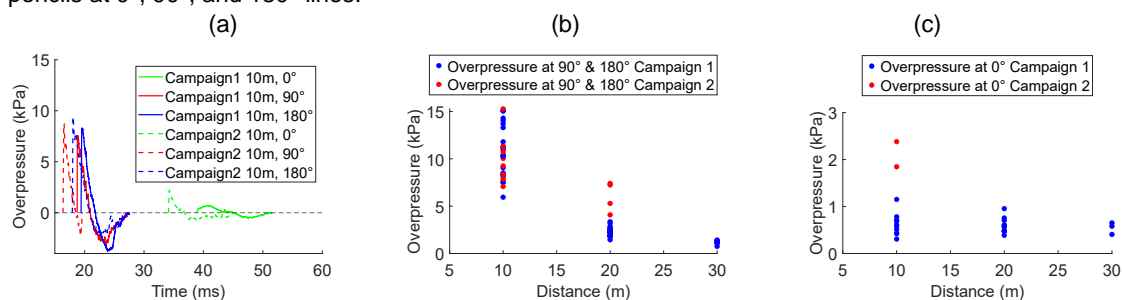 pencils at 0°, 90°, and 180° lines.
(a)
15
10
5
0
Overpressure (kPa)
20
30
40
50
60
Time (ms)
Campaign1 10m, 0°
Campaign1 10m, 90°
Campaign1 10m, 180°
Campaign2 10m, 0°
Campaign2 10m, 90°
Campaign2 10m, 180°
(b)
Overpressure at 90° & 180° Campaign 1
Overpressure at 90° & 180° Campaign 2
15
10
5
0
Overpressure (kPa)
5
10
15
20
25
30
Distance (m)
(c)
Overpressure at 0° Campaign 1
Overpressure at 0° Campaign 2
3
2
1
0
Overpressure (kPa)
5
10
15
20
25
30
Distance (m)